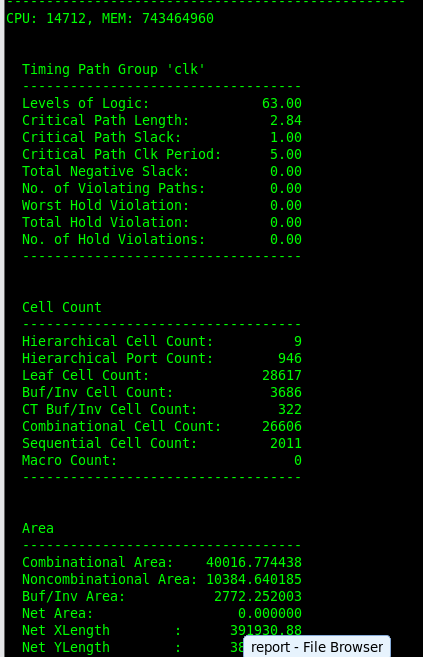 CPU: 14712, MEM: 743464960
Timing Path Group 'clk'
-----------------------------------
Levels of Logic: 63.00
Critical Path Length: 2.84
Critical Path Slack: 1.00
Critical Path Clk Period: 5.00
Total Negative Slack: 0.00
No. of Violating Paths: 0.00
Worst Hold Violation: 0.00
Total Hold Violation: 0.00
No. of Hold Violations: 0.00
-----------------------------------
Cell Count
-----------------------------------
Hierarchical Cell Count: 9
Hierarchical Port Count: 946
Leaf Cell Count: 28617
Buf/Inv Cell Count: 3686
CT Buf/Inv Cell Count: 322
Combinational Cell Count: 26606
Sequential Cell Count: 2011
Macro Count: 0
-----------------------------------
Area
-----------------------------------
Combinational Area: 40016.774438
Noncombinational Area: 10384.640185
Buf/Inv Area: 2772.252003
Net Area: 0.000000
Net XLength : 391930.88
Net YLength :
report - File Browser